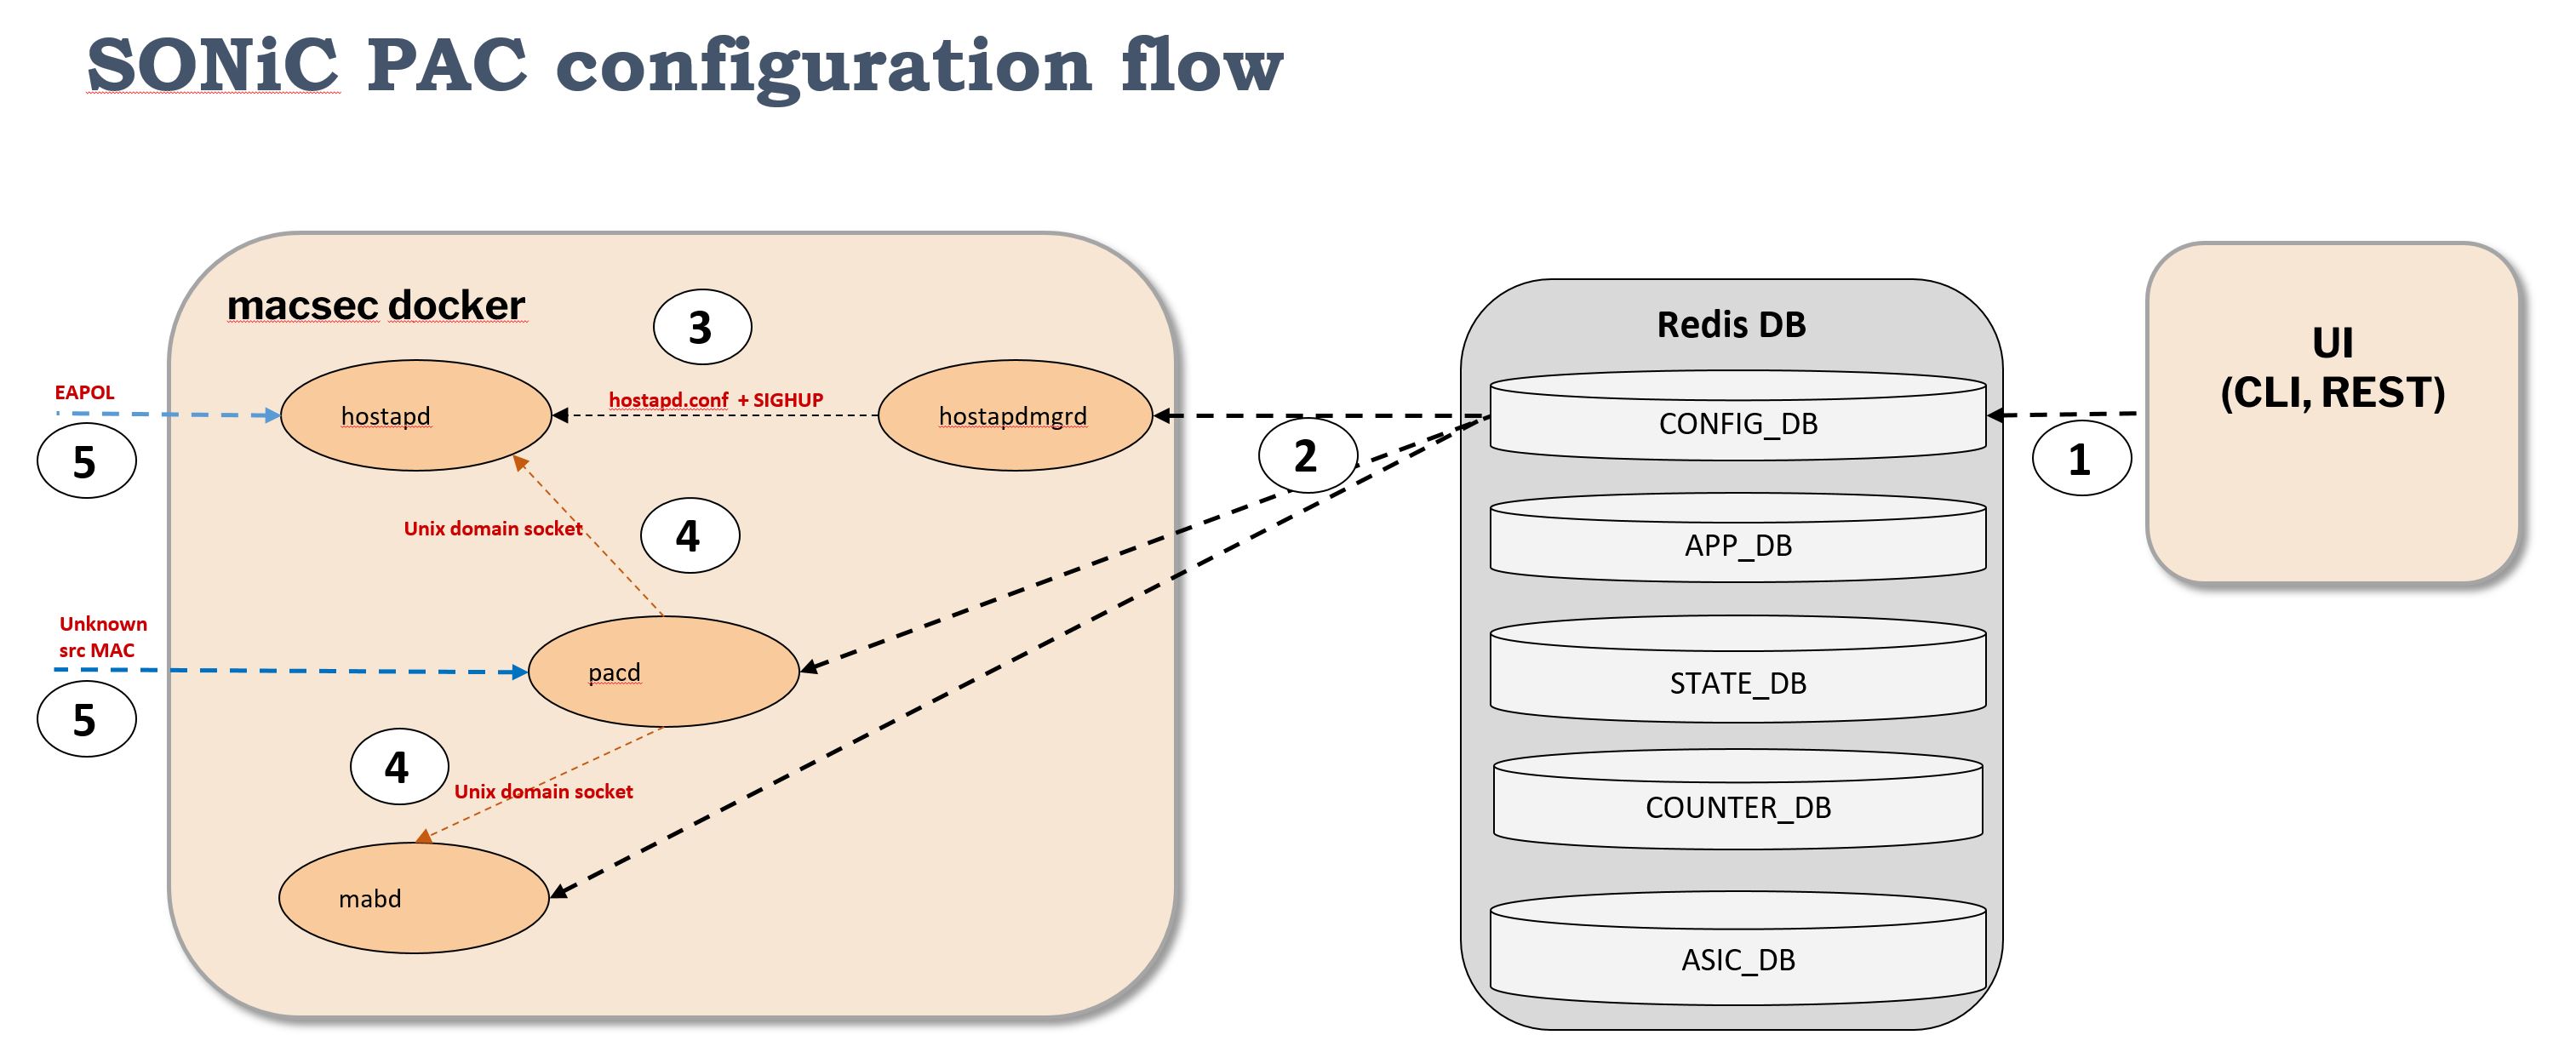 SONiC PAC configuration flow
macsec docker
3
EAPOL
5
hostapd
hostapd.conf + SIGHUP
hostapdmgrd
Unix domain socket
4
Unknown
src MAC
5
pacd
4
Unix domain socket
mabd
2
Redis DB
CONFIG_DB
APP_DB
STATE_DB
COUNTER_DB
ASIC_DB
1
UI
(CLI, REST)